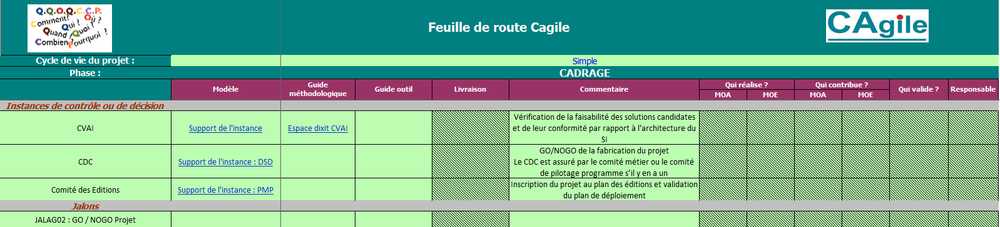 Q.Q.O.Q.C.C.P.
Comment? Qui ? Où ?
Quand ? Quoi ?
Combien ? Pourquoi ?
Feuille de route Cagile
CAgile
Cycle de vie du projet :
Simple
Phase :
CADRAGE
Modèle
Guide
méthodologique
Guide outil
Livraison
Commentaire
Qui réalise ?
MOA
MOE
Qui contribue ?
MOA
MOE
Qui valide ?
Responsable
Instances de contrôle ou de décision
CVAI
Support de l'instance
Espace dixit CVAI
Vérification de la faisabilité des solutions candidates
et de leur conformité par rapport à l'architecture du
SI
CDC
Support de l'instance : DSD
GO/NOGO de la fabrication du projet
Le CDC est assuré par le comité métier ou le comité
de pilotage programme s’il y en a un
Comité des Editions
Support de l'instance : PMP
Inscription du projet au plan des éditions et validation
du plan de déploiement
Jalons
JALAG02 : GO / NOGO Projet